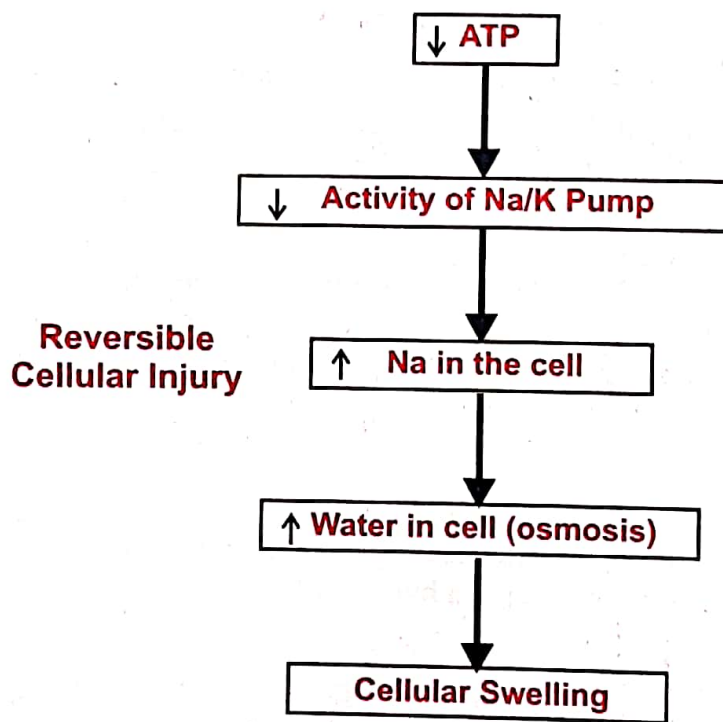 ↓ ATP
↓ Activity of Na/K Pump
Reversible
Cellular Injury
↑ Na in the cell
↑ Water in cell (osmosis)
Cellular Swelling